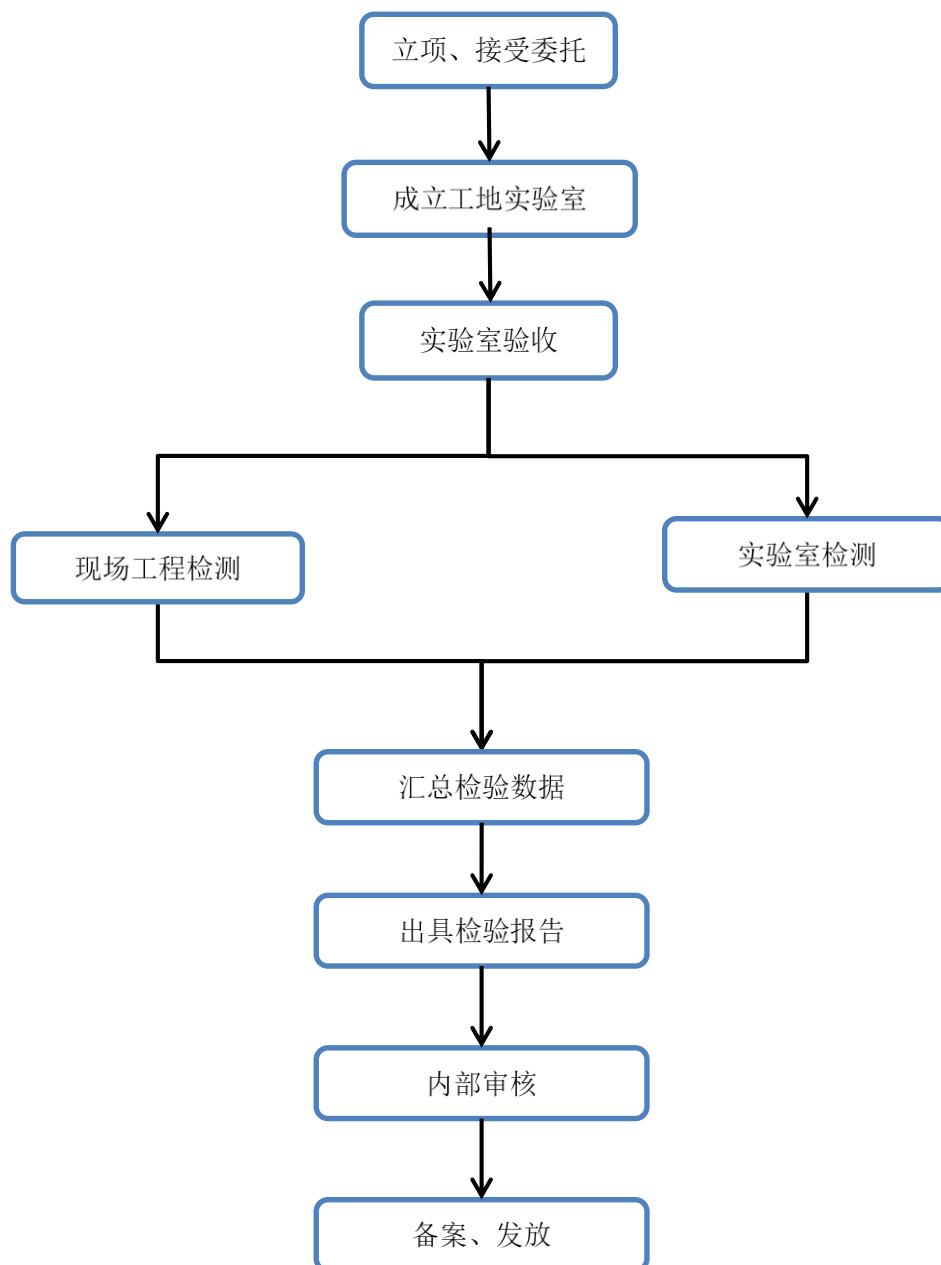 立项、接受委托
成立工地实验室
实验室验收
现场工程检测
实验室检测
汇总检验数据
出具检验报告
内部审核
备案、发放